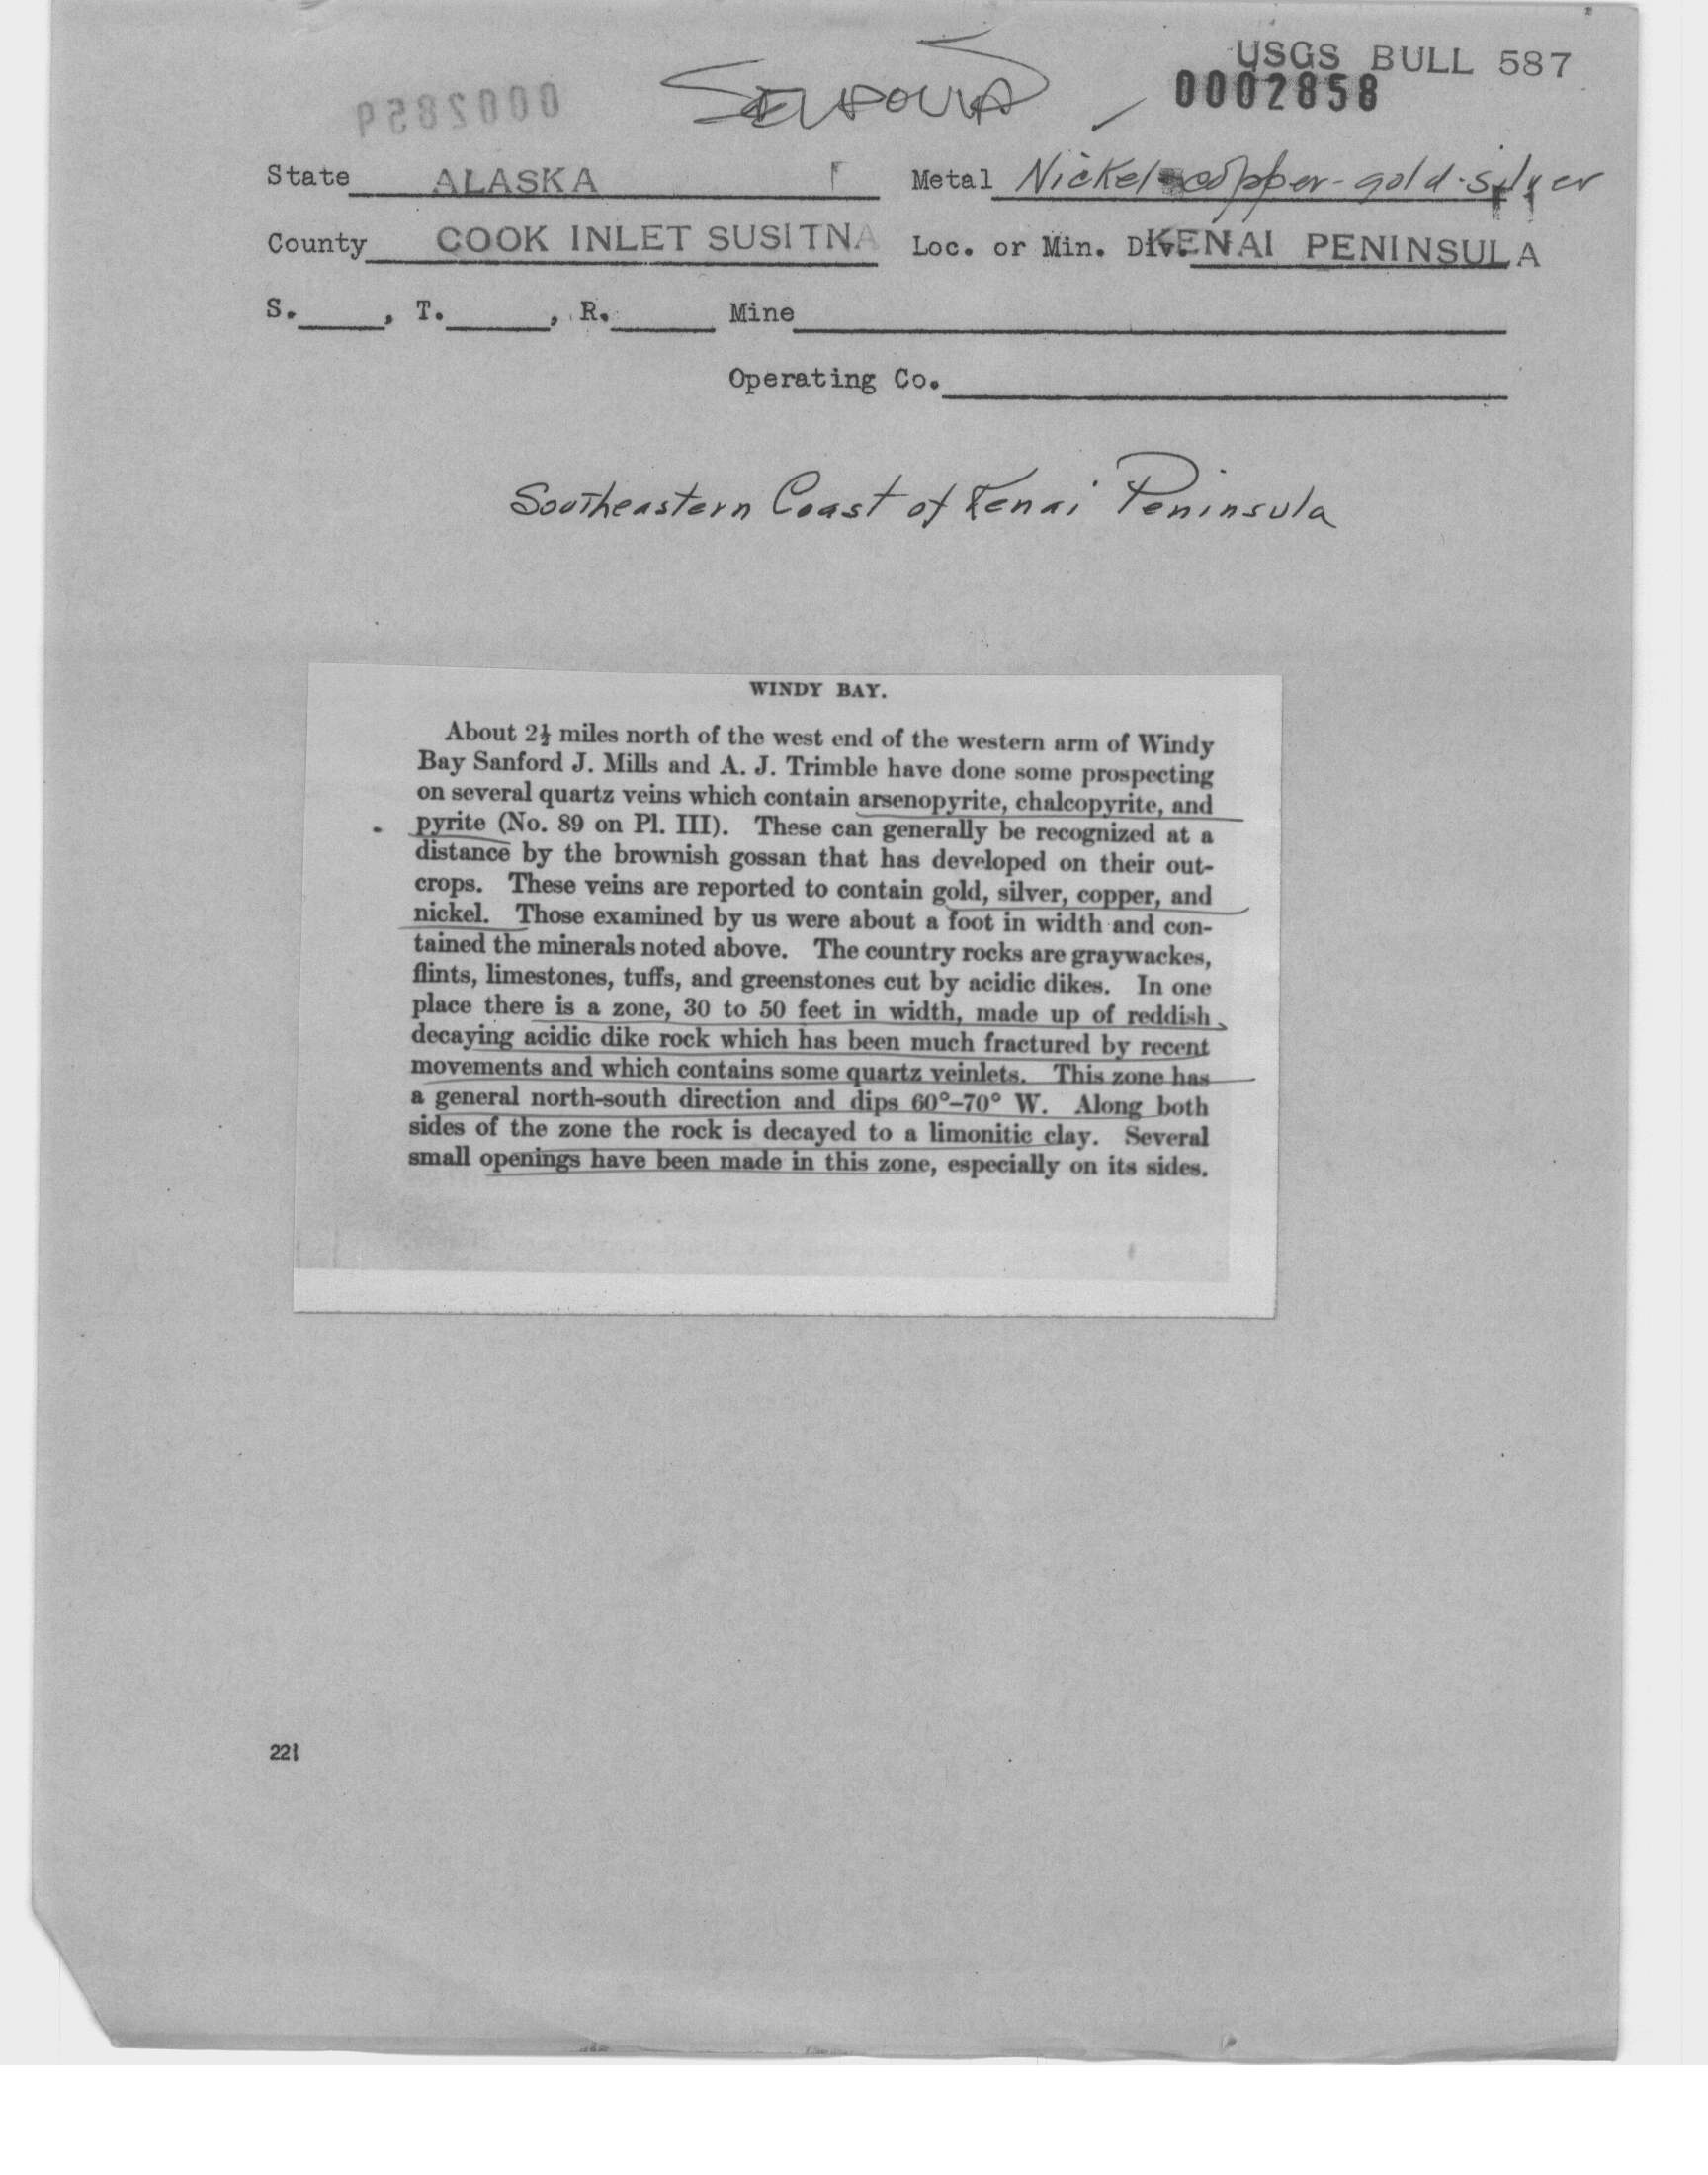 USGS BULL 587
0002859
SELDOVIA
0002858
State ALASKA Metal Nickel-copper-gold-silver
County COOK INLET SUSITNA Loc. or Min. Div. KENAI PENINSULA
S. , T. , R. Mine
Operating Co.
Southeastern Coast of Kenai Peninsula
WINDY BAY.
About 2½ miles north of the west end of the western arm of Windy
Bay Sanford J. Mills and A. J. Trimble have done some prospecting
on several quartz veins which contain arsenopyrite, chalcopyrite, and
pyrite (No. 89 on Pl. III). These can generally be recognized at a
distance by the brownish gossan that has developed on their out-
crops. These veins are reported to contain gold, silver, copper, and
nickel. Those examined by us were about a foot in width and con-
tained the minerals noted above. The country rocks are graywackes,
flints, limestones, tuffs, and greenstones cut by acidic dikes. In one
place there is a zone, 30 to 50 feet in width, made up of reddish
decaying acidic dike rock which has been much fractured by recent
movements and which contains some quartz veinlets. This zone has
a general north-south direction and dips 60°–70° W. Along both
sides of the zone the rock is decayed to a limonitic clay. Several
small openings have been made in this zone, especially on its sides.
221